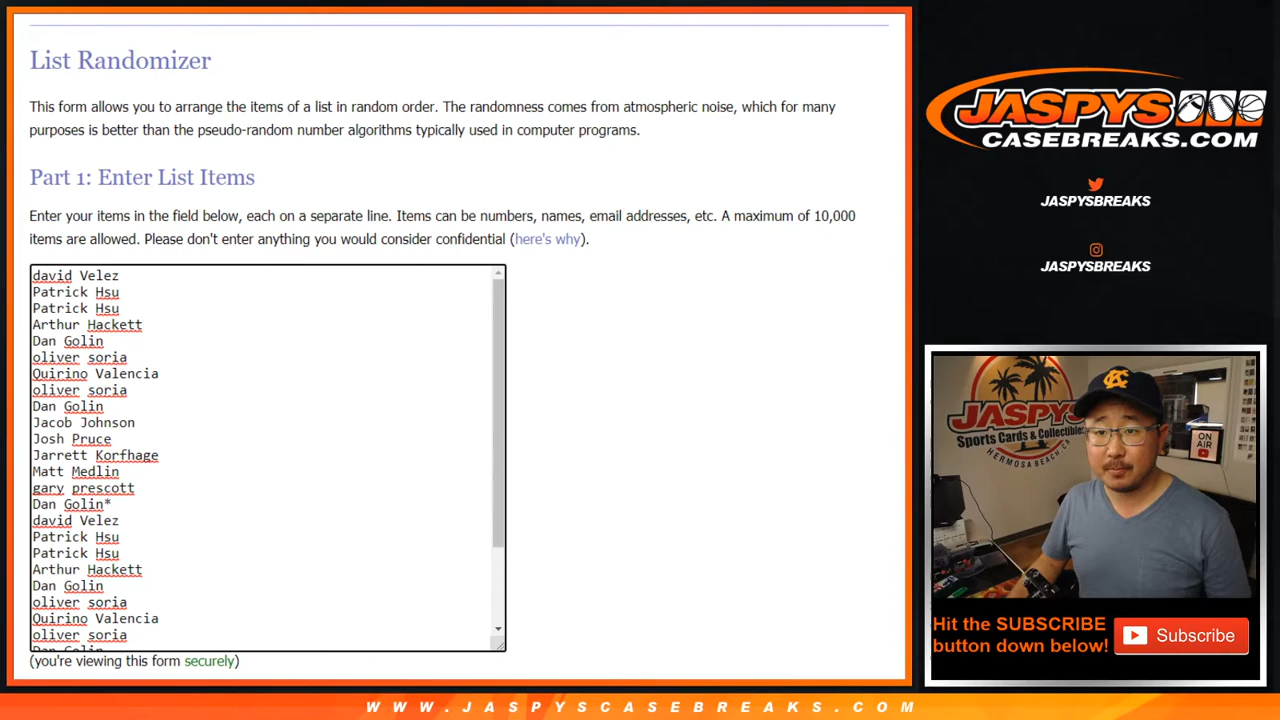 List Randomizer
This form allows you to arrange the items of a list in random order. The randomness comes from atmospheric noise, which for many
purposes is better than the pseudo-random number algorithms typically used in computer programs.
Part 1: Enter List Items
Enter your items in the field below, each on a separate line. Items can be numbers, names, email addresses, etc. A maximum of 10,000
items are allowed. Please don't enter anything you would consider confidential (here's why).
david Velez
Patrick Hsu
Patrick Hsu
Arthur Hackett
Dan Golin
oliver soria
Quirino Valencia
oliver soria
Dan Golin
Jacob Johnson
Josh Pruce
Jarrett Korfhage
Matt Medlin
gary prescott
Dan Golin*
david Velez
Patrick Hsu
Patrick Hsu
Arthur Hackett
Dan Golin
oliver soria
Quirino Valencia
oliver soria
Dan Golin
(you're viewing this form securely)
JASPYS
CASEBREAKS.COM
JASPYSBREAKS
JASPYSBREAKS
JASPYS
Sports Cards & Collectibles
HERMOSA BEACH, CA
ON
AIR
KC
Hit the SUBSCRIBE
button down below!
Subscribe
WWW.JASPYSCASEBREAKS.COM